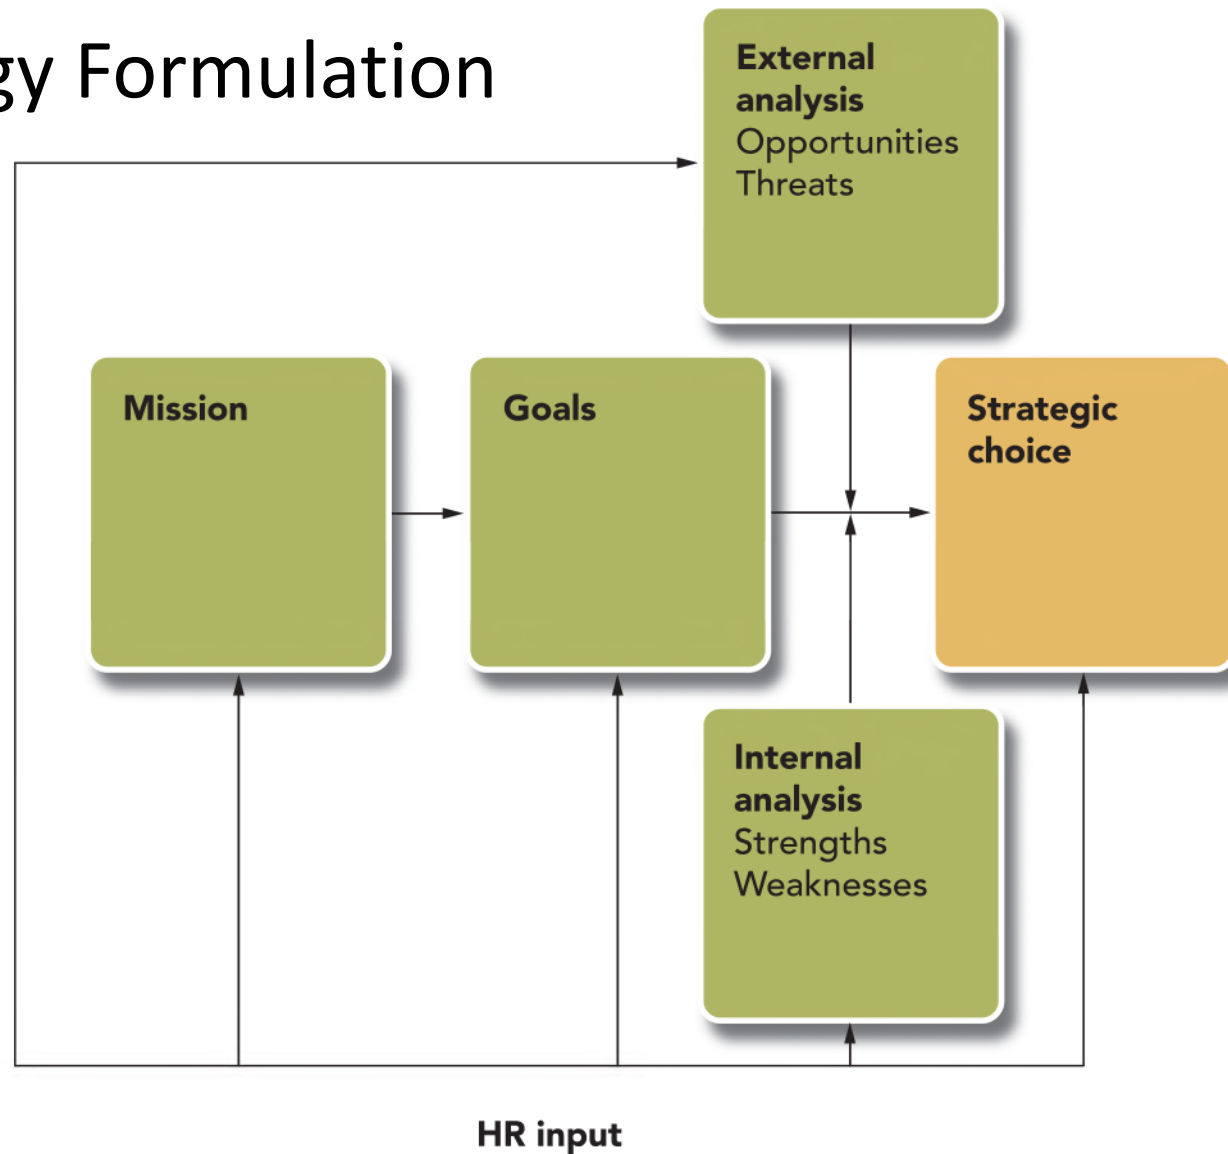 gy Formulation
External
analysis
Opportunities
Threats
Mission
Goals
Strategic
choice
Internal
analysis
Strengths
Weaknesses
HR input